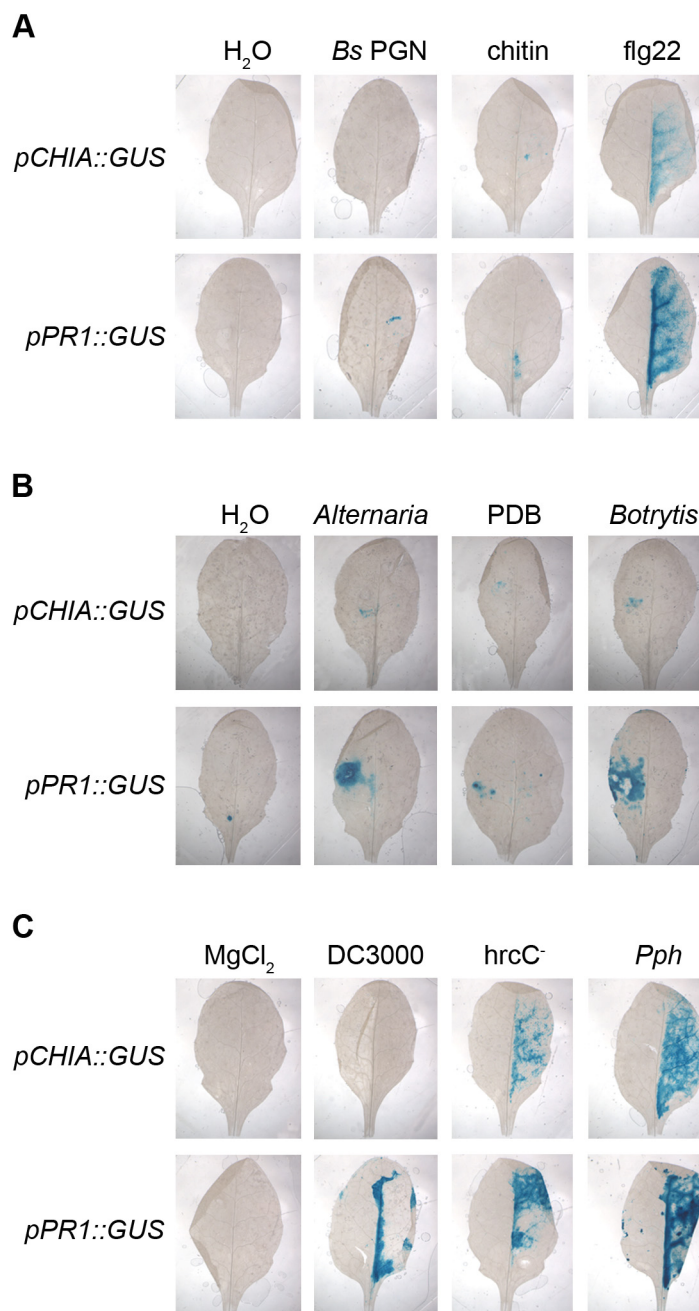 A
H₂O Bs PGN chitin flg22
pCHIA::GUS
pPR1::GUS
B
H₂O Alternaria PDB Botrytis
pCHIA::GUS
pPR1::GUS
C
MgCl₂ DC3000 hrcC⁻ Pph
pCHIA::GUS
pPR1::GUS